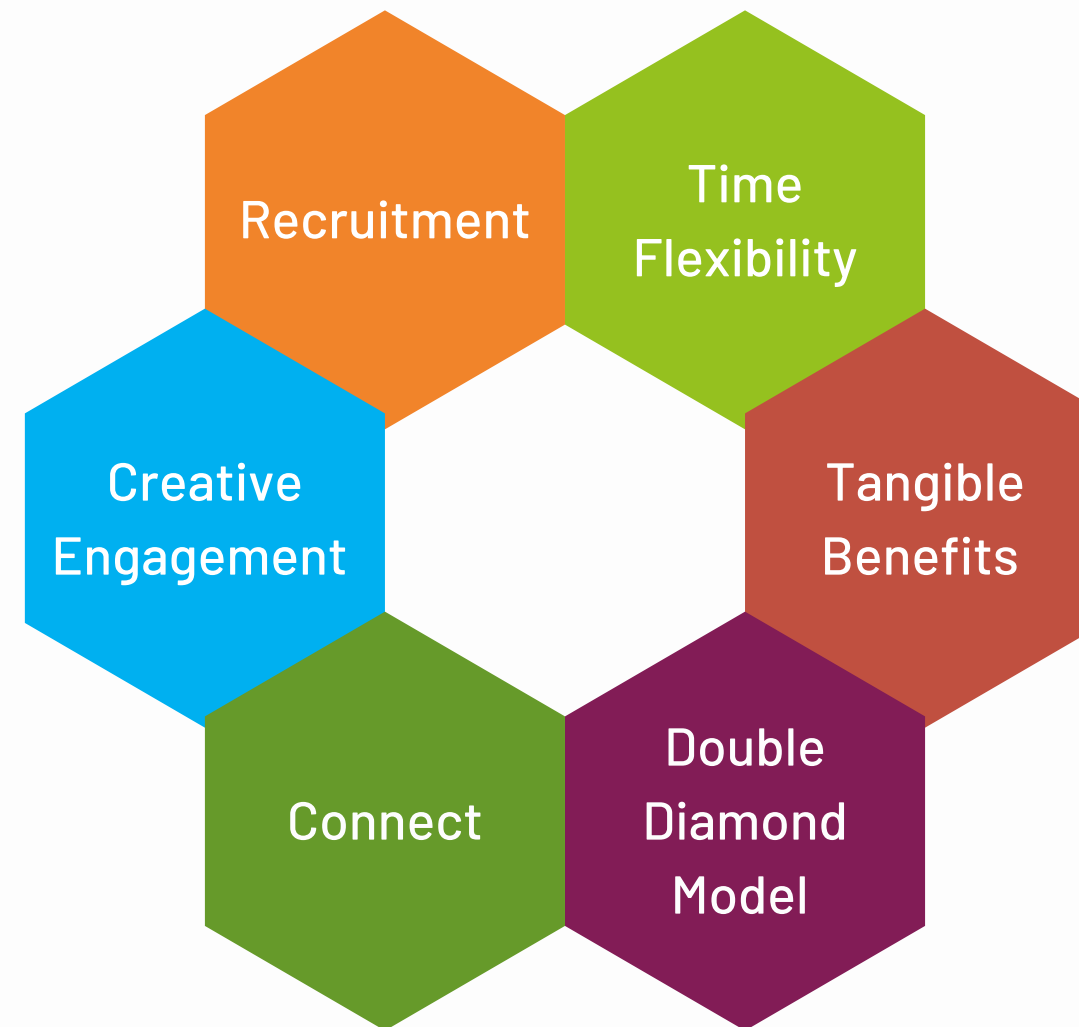 Recruitment
Time
Flexibility
Creative
Engagement
Tangible
Benefits
Connect
Double
Diamond
Model